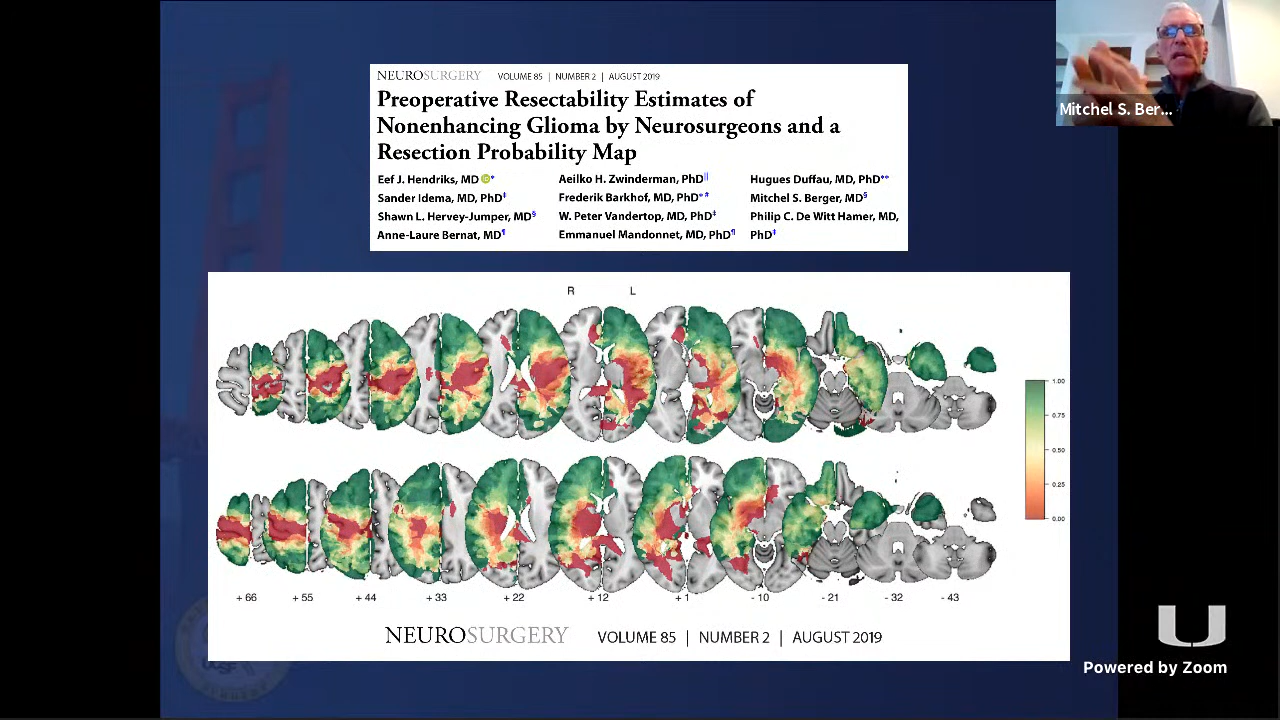 NEUROSURGERY VOLUME 85 | NUMBER 2 | AUGUST 2019
Preoperative Resectability Estimates of
Nonenhancing Glioma by Neurosurgeons and a
Resection Probability Map
Eef J. Hendriks, MD*
Sander Idema, MD, PhD‡
Shawn L. Hervey-Jumper, MD§
Anne-Laure Bernat, MD¶
Aeilko H. Zwinderman, PhD||
Frederik Barkhof, MD, PhD*#
W. Peter Vandertop, MD, PhD‡
Emmanuel Mandonnet, MD, PhD¶
Hugues Duffau, MD, PhD**
Mitchel S. Berger, MD§
Philip C. De Witt Hamer, MD,
PhD‡
Mitchel S. Ber...
R L
1.00
0.75
0.50
0.25
0.00
+ 66 + 55 + 44 + 33 + 22 + 12 + 1 - 10 - 21 - 32 - 43
NEUROSURGERY VOLUME 85 | NUMBER 2 | AUGUST 2019
UCSF
U
Powered by Zoom